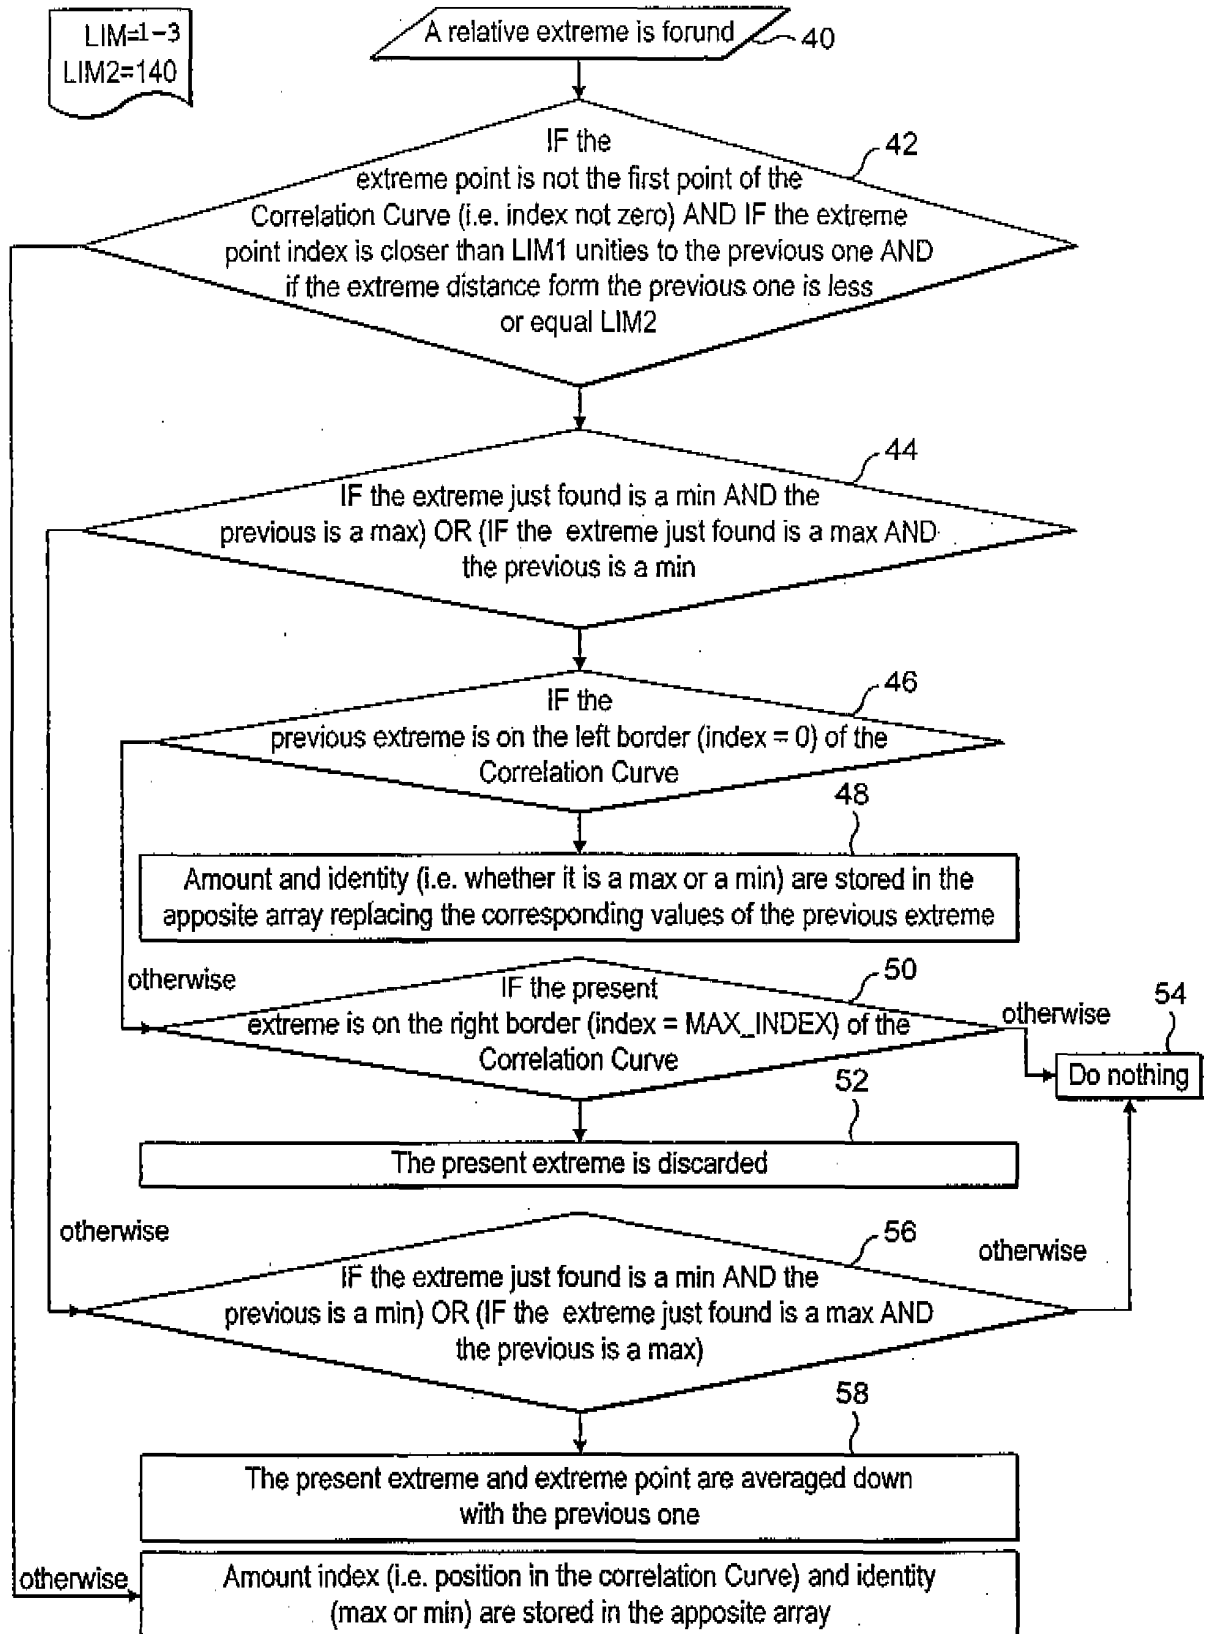 LIM=1-3
LIM2=140
A relative extreme is forund
40
IF the
extreme point is not the first point of the
Correlation Curve (i.e. index not zero) AND IF the extreme
point index is closer than LIM1 unities to the previous one AND
if the extreme distance form the previous one is less
or equal LIM2
42
IF the extreme just found is a min AND the
previous is a max) OR (IF the extreme just found is a max AND
the previous is a min
44
IF the
previous extreme is on the left border (index = 0) of the
Correlation Curve
46
48
Amount and identity (i.e. whether it is a max or a min) are stored in the
apposite array replacing the corresponding values of the previous extreme
otherwise
IF the present
extreme is on the right border (index = MAX_INDEX) of the
Correlation Curve
50
otherwise
54
Do nothing
52
The present extreme is discarded
otherwise
IF the extreme just found is a min AND the
previous is a min) OR (IF the extreme just found is a max AND
the previous is a max)
56
otherwise
58
The present extreme and extreme point are averaged down
with the previous one
otherwise
Amount index (i.e. position in the correlation Curve) and identity
(max or min) are stored in the apposite array